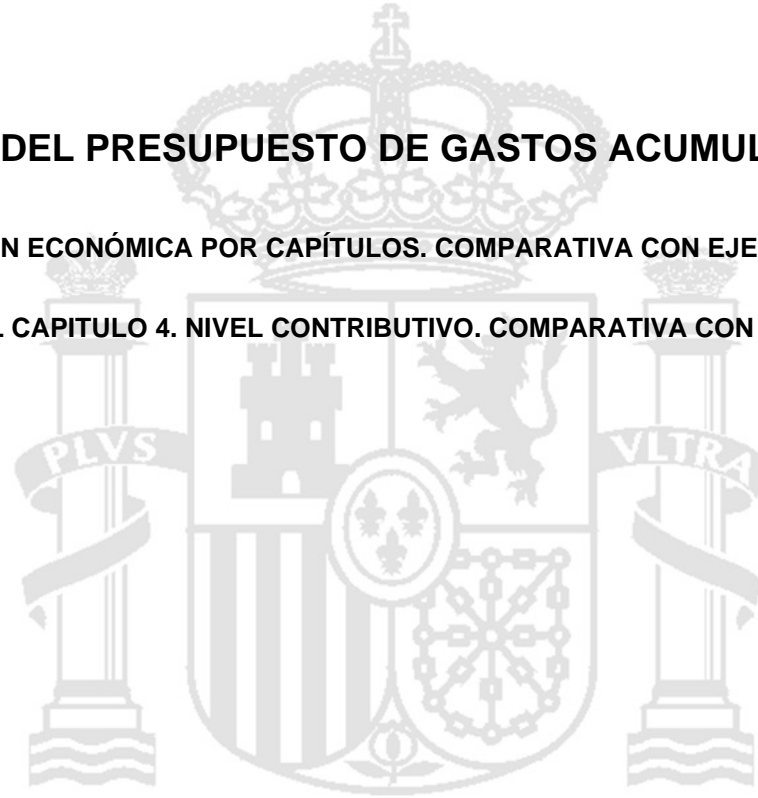 DEL PRESUPUESTO DE GASTOS ACUMUL
N ECONÓMICA POR CAPÍTULOS. COMPARATIVA CON EJE
CAPITULO 4. NIVEL CONTRIBUTIVO. COMPARATIVA CON
PLVS
VLTRA